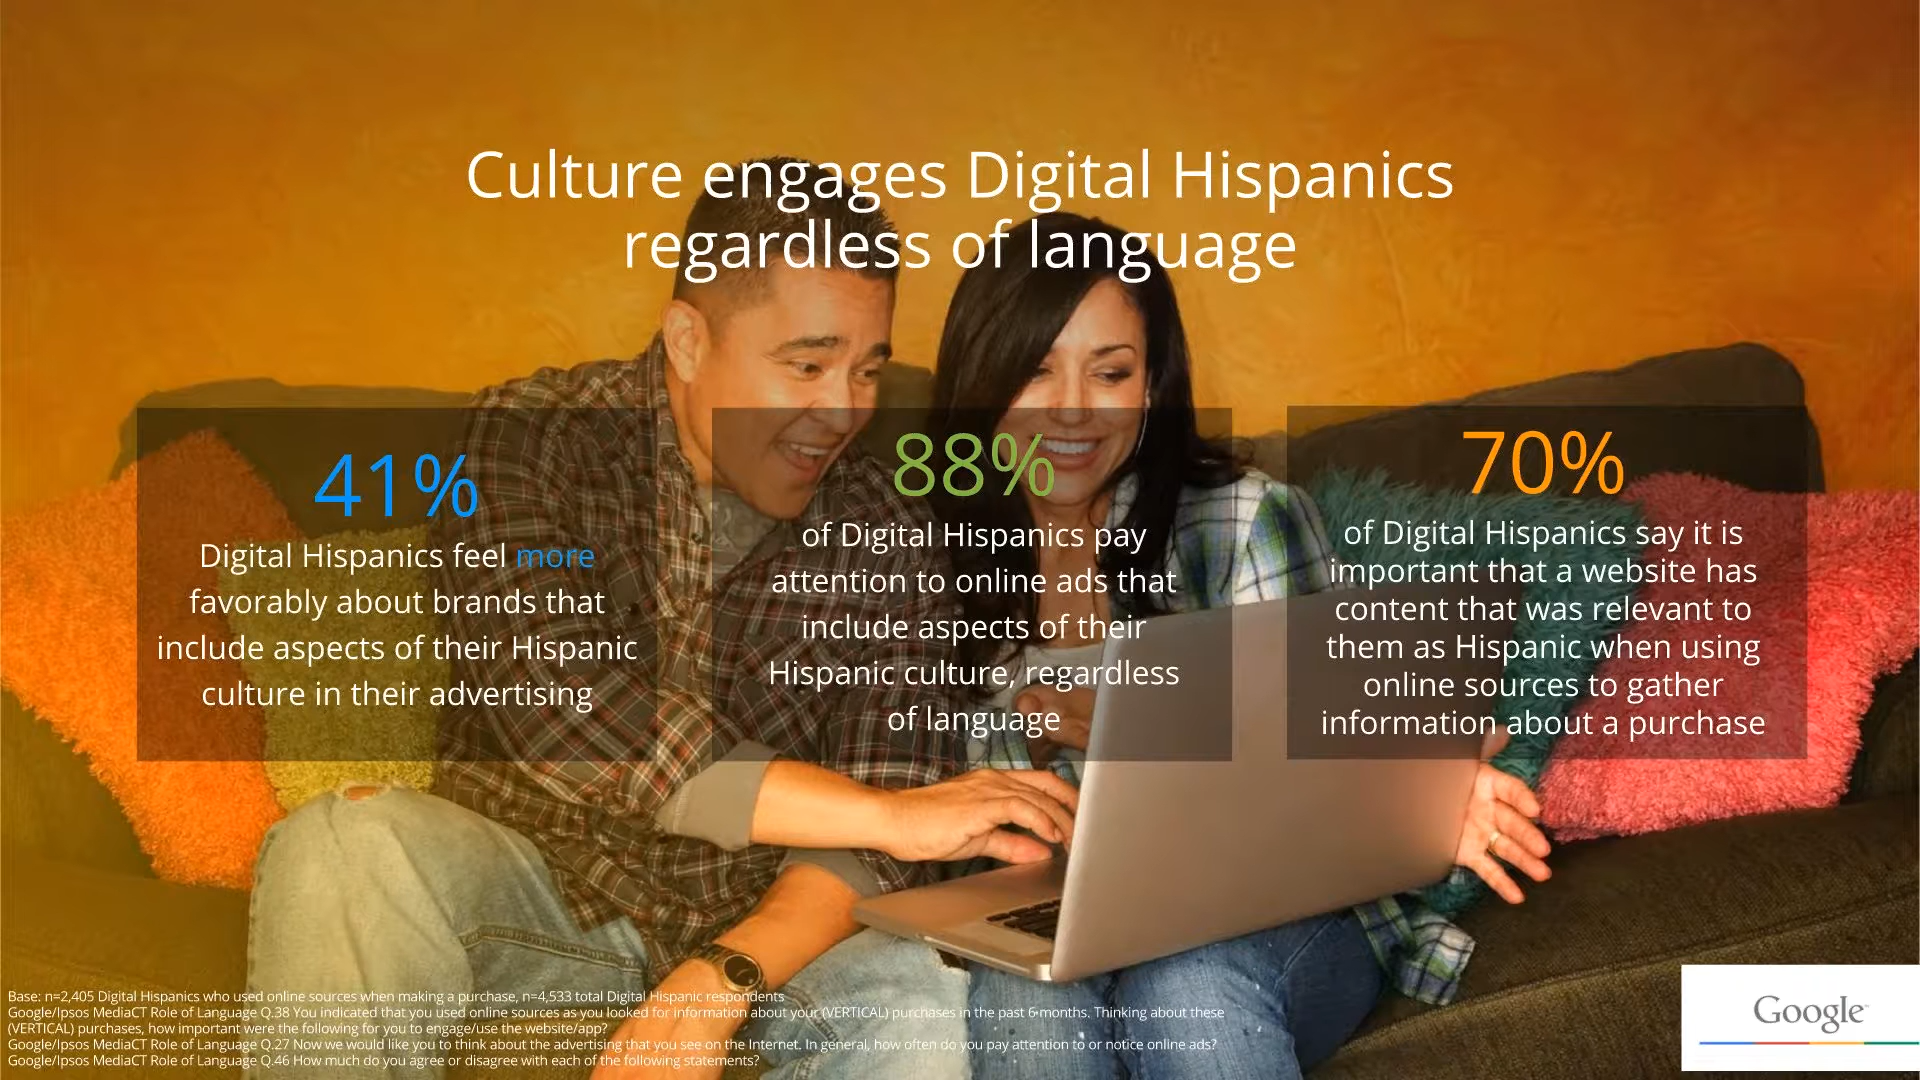 Culture engages Digital Hispanics
regardless of language
41%
Digital Hispanics feel more
favorably about brands that
include aspects of their Hispanic
culture in their advertising
88%
of Digital Hispanics pay
attention to online ads that
include aspects of their
Hispanic culture, regardless
of language
70%
of Digital Hispanics say it is
important that a website has
content that was relevant to
them as Hispanic when using
online sources to gather
information about a purchase
Base: n=2,405 Digital Hispanics who used online sources when making a purchase, n=4,533 total Digital Hispanic respondents
Google/Ipsos MediaCT Role of Language Q.38 You indicated that you used online sources as you looked for information about your (VERTICAL) purchases in the past 6 months. Thinking about these
(VERTICAL) purchases, how important were the following for you to engage/use the website/app?
Google/Ipsos MediaCT Role of Language Q.27 Now we would like you to think about the advertising that you see on the Internet. In general, how often do you pay attention to or notice online ads?
Google/Ipsos MediaCT Role of Language Q.46 How much do you agree or disagree with each of the following statements?
Google